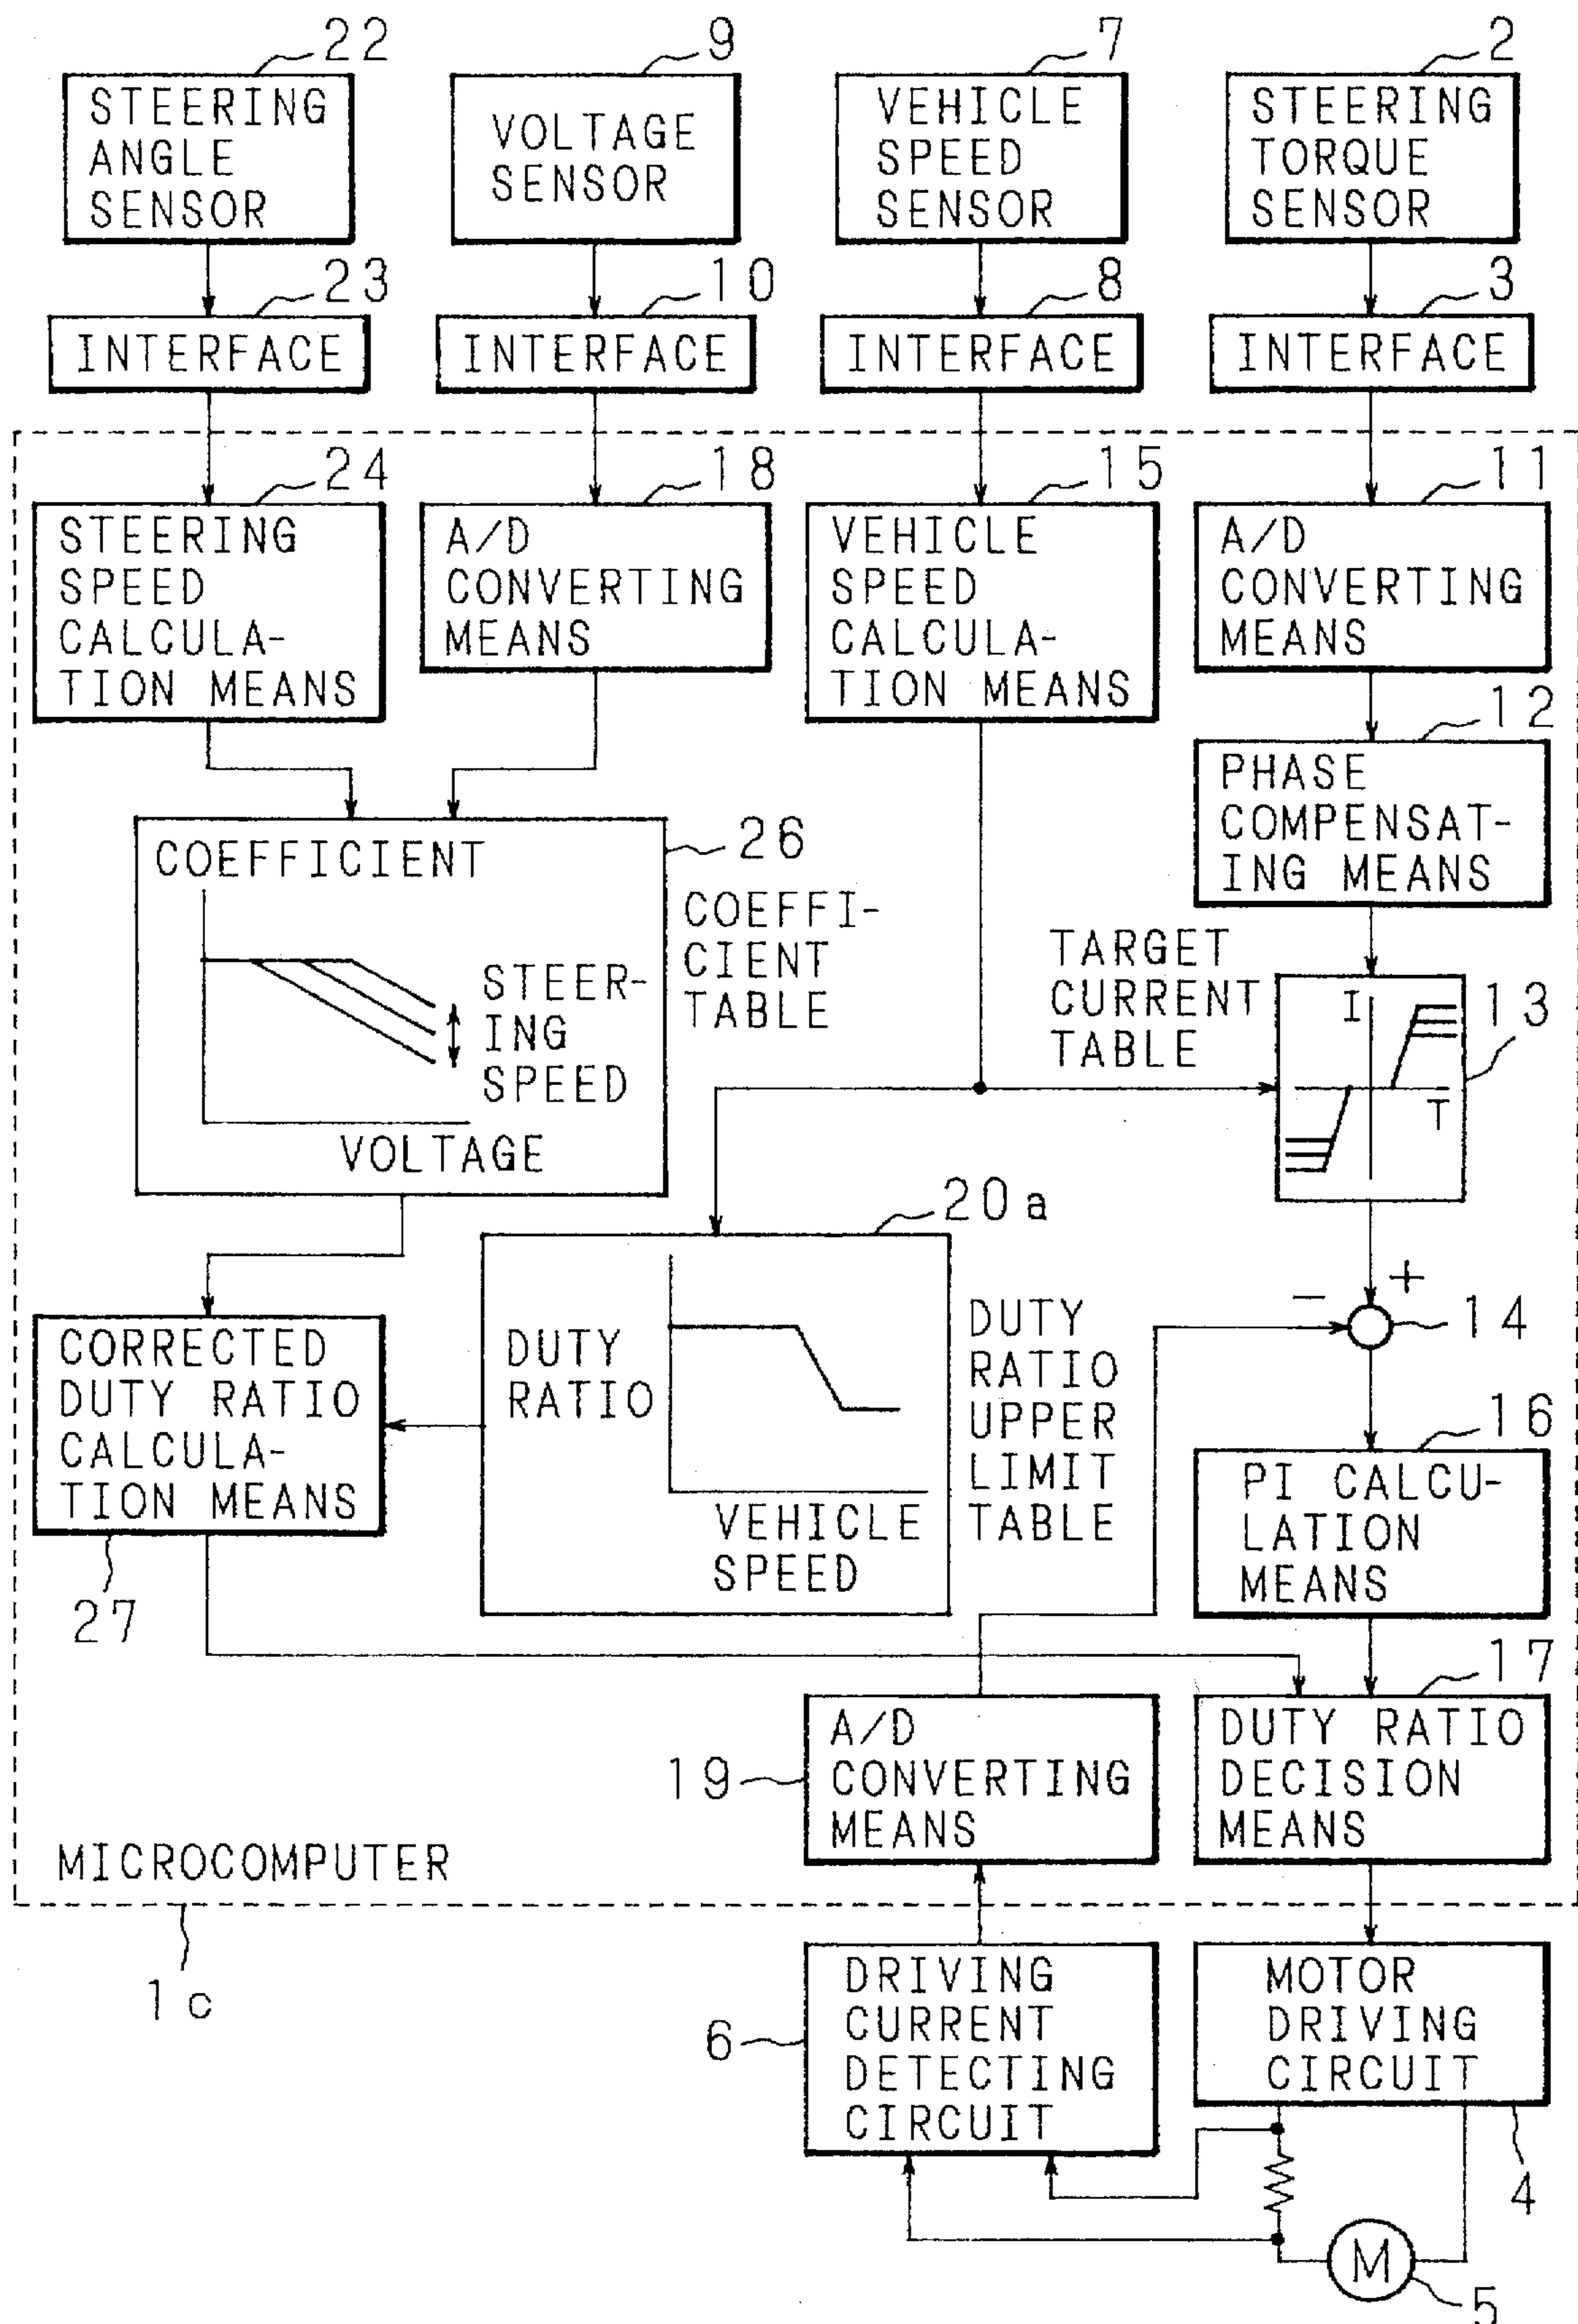 22
9
7
2
STEERING
ANGLE
SENSOR
VOLTAGE
SENSOR
VEHICLE
SPEED
SENSOR
STEERING
TORQUE
SENSOR
23
10
8
3
INTERFACE
INTERFACE
INTERFACE
INTERFACE
24
18
15
11
STEERING
SPEED
CALCULA-
TION MEANS
A/D
CONVERTING
MEANS
VEHICLE
SPEED
CALCULA-
TION MEANS
A/D
CONVERTING
MEANS
12
PHASE
COMPENSAT-
ING MEANS
26
COEFFICIENT
STEER-
ING
SPEED
VOLTAGE
COEFFI-
CIENT
TABLE
TARGET
CURRENT
TABLE
I
T
13
20a
DUTY
RATIO
VEHICLE
SPEED
DUTY
RATIO
UPPER
LIMIT
TABLE
− +
14
CORRECTED
DUTY RATIO
CALCULA-
TION MEANS
27
16
PI CALCU-
LATION
MEANS
17
19
A/D
CONVERTING
MEANS
DUTY RATIO
DECISION
MEANS
MICROCOMPUTER
1c
6
DRIVING
CURRENT
DETECTING
CIRCUIT
MOTOR
DRIVING
CIRCUIT
4
M
5